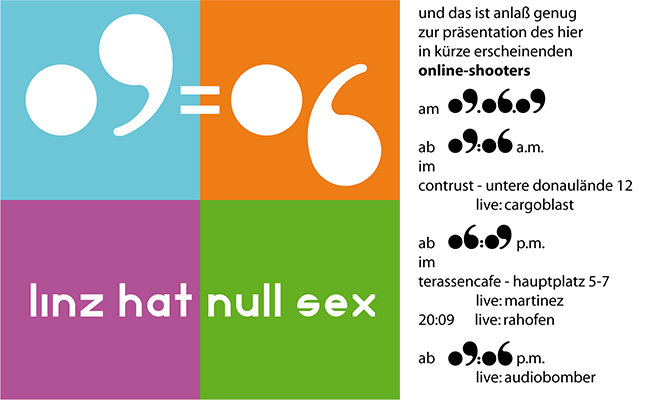 09=06
linz hat null sex
und das ist anlaß genug
zur präsentation des hier
in kürze erscheinenden
online-shooters
am 09.06.09
ab 09:06 a.m.
im
contrust - untere donaulände 12
live: cargoblast
ab 06:09 p.m.
im
terassencafe - hauptplatz 5-7
live: martinez
20:09 live: rahofen
ab 09:06 p.m.
live: audiobomber